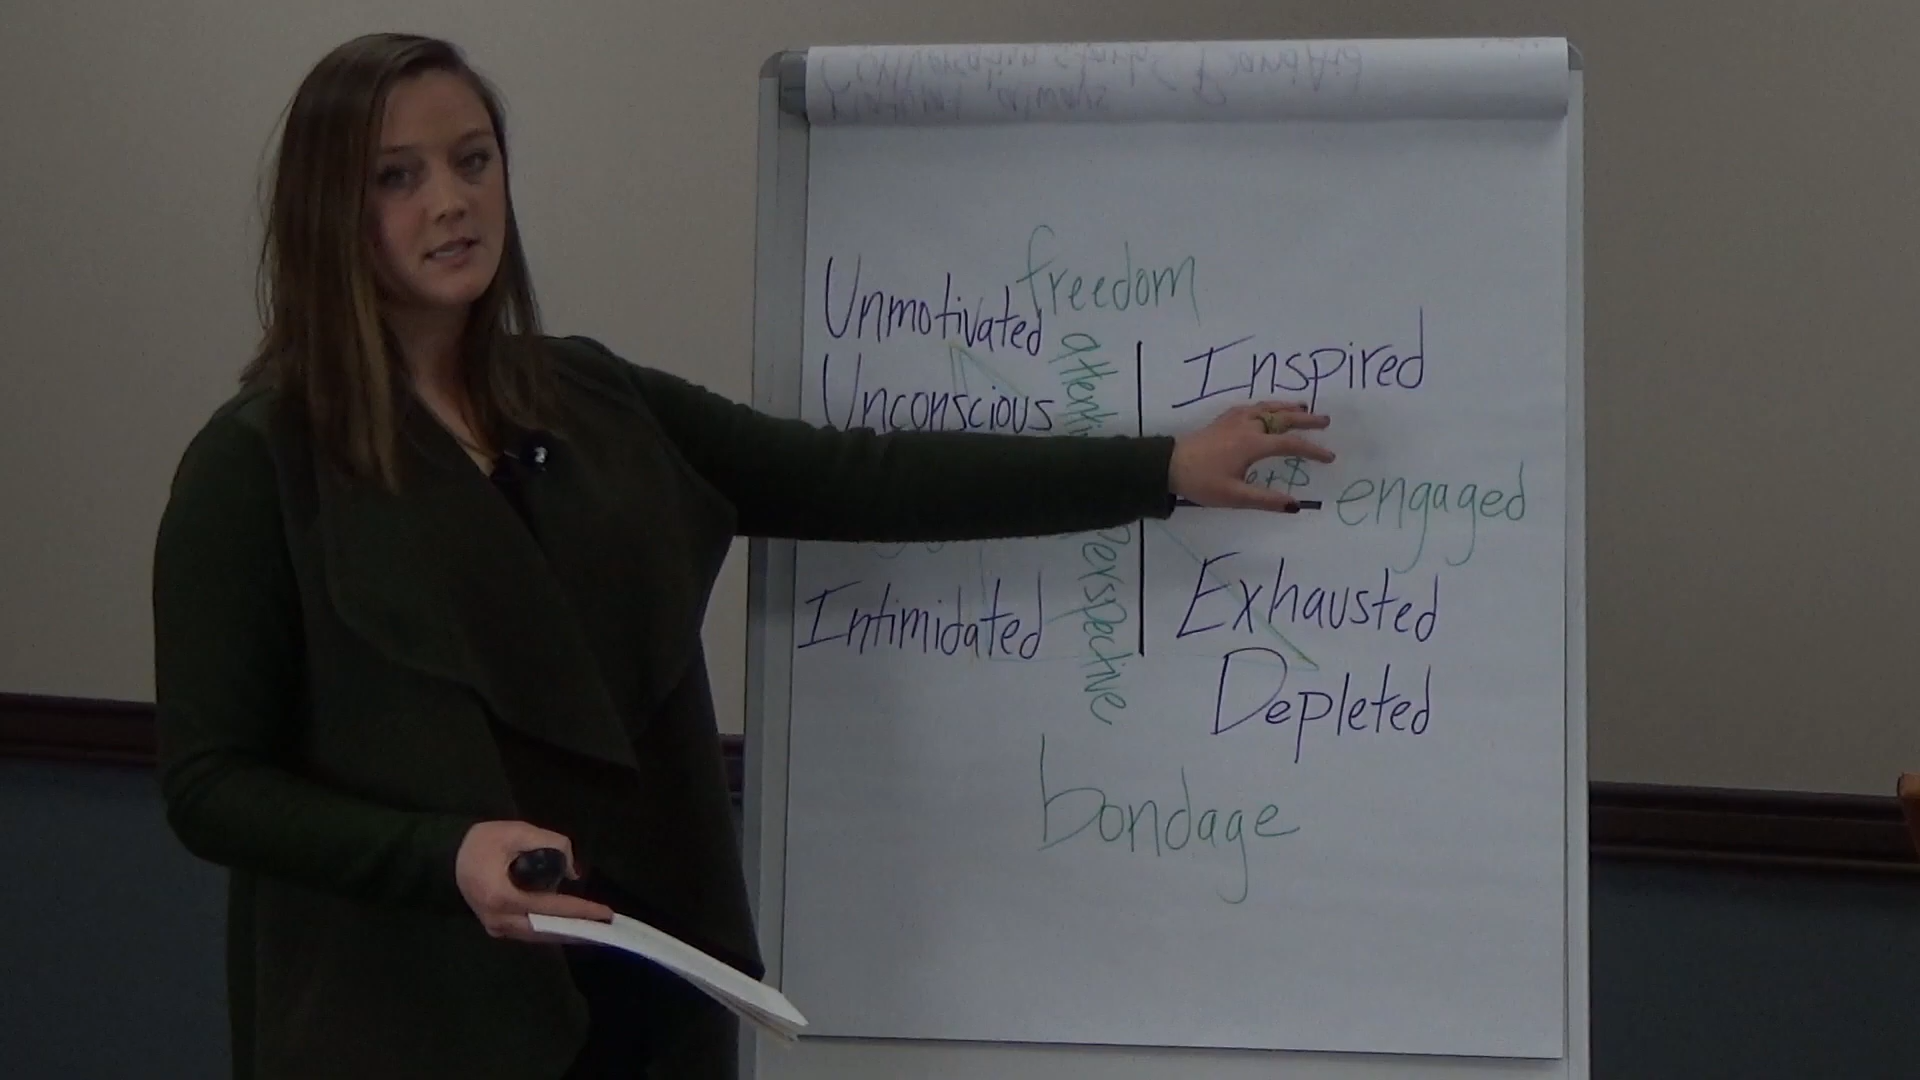 freedom
Unmotivated
Unconscious
Inspired
engaged
Intimidated
perspective
Exhausted
Depleted
bondage